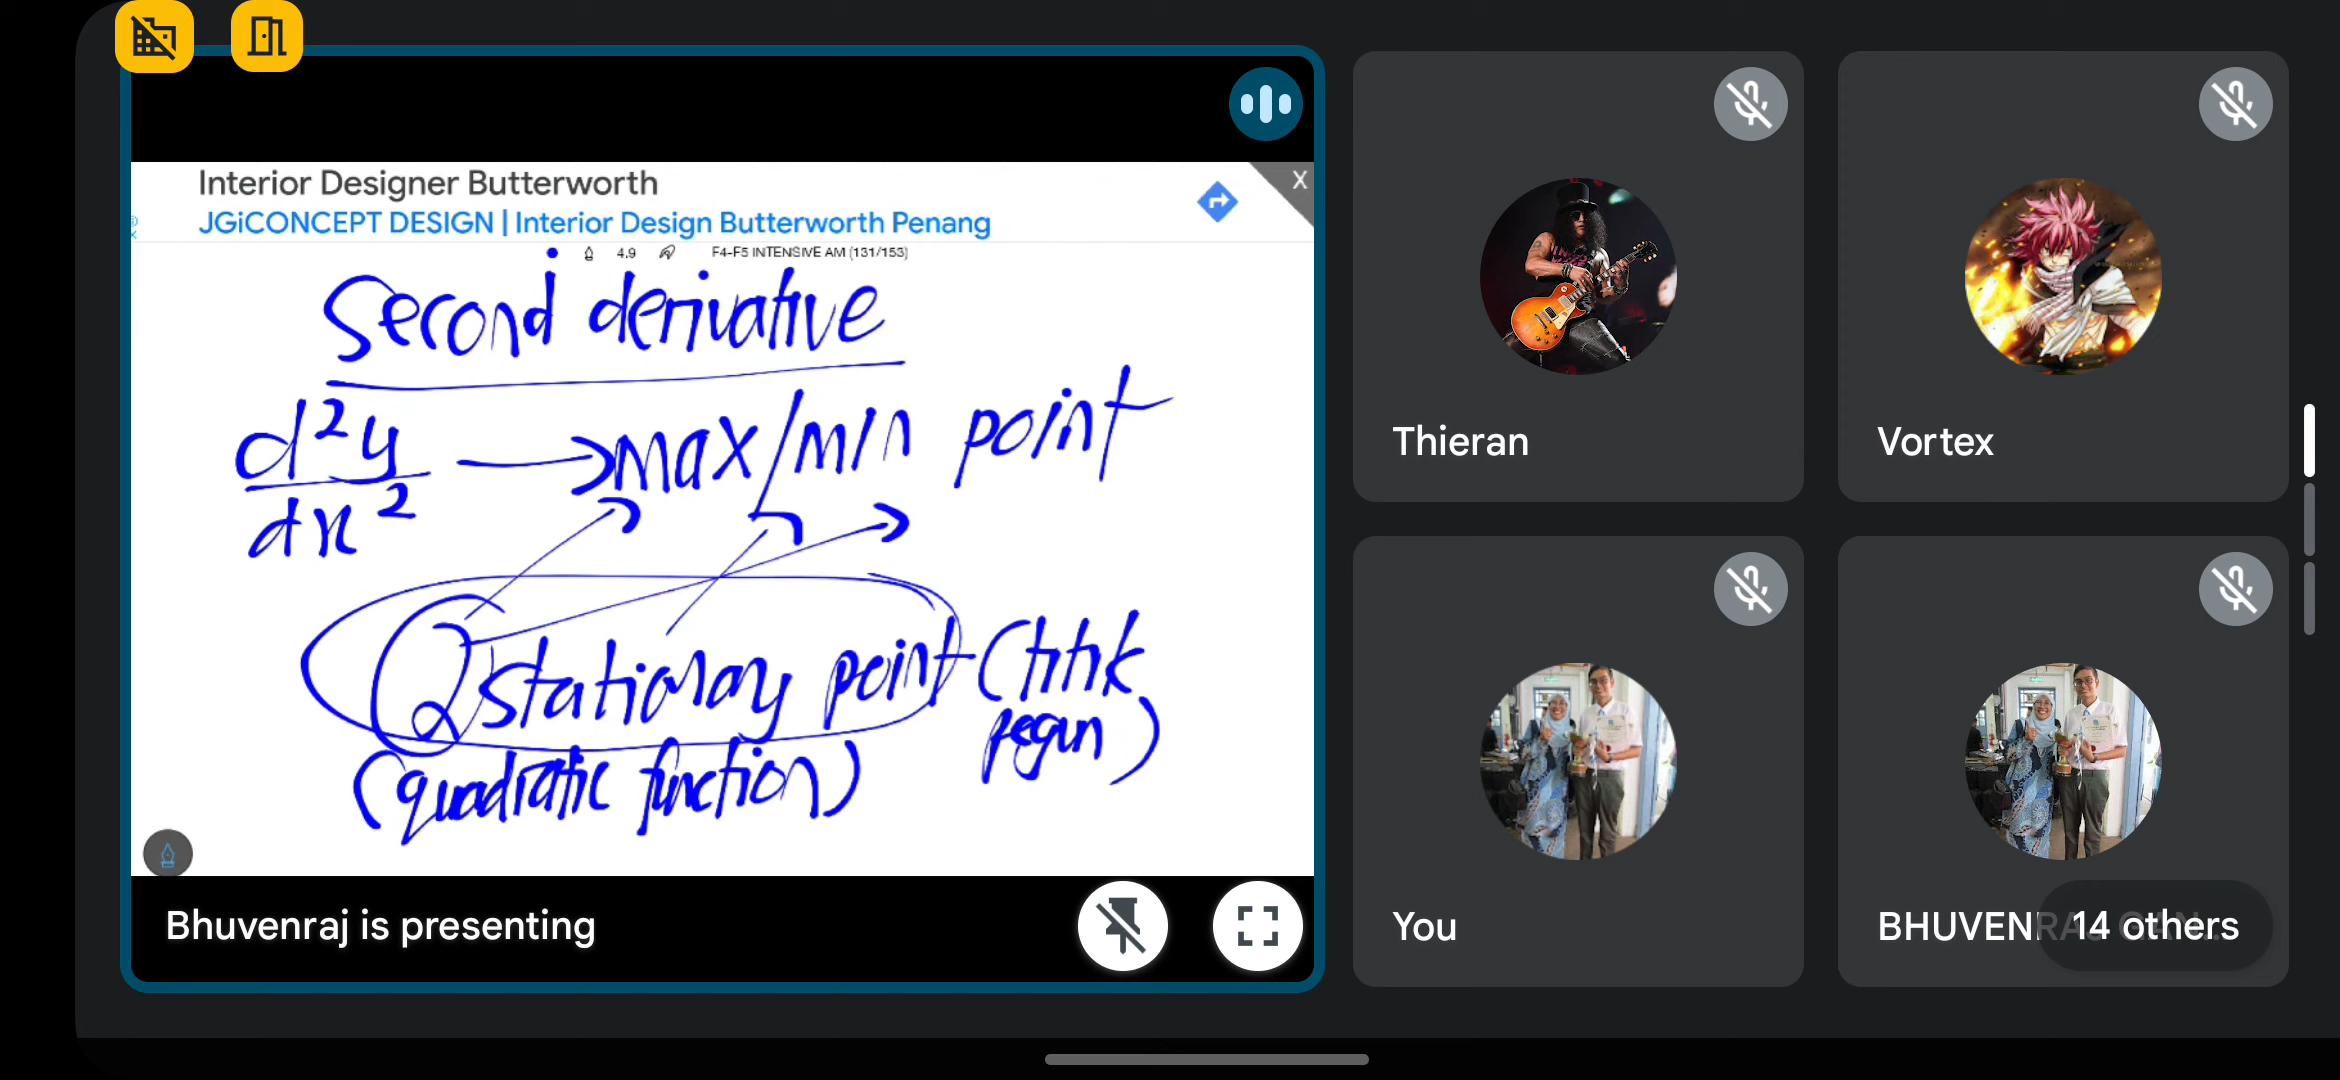 Interior Designer Butterworth
JGiCONCEPT DESIGN | Interior Design Butterworth Penang
X
4.9 F4-F5 INTENSIVE AM (131/153)
Second derivative
d²y/dx² → max/min point
stationary point (titik
pegun)
(quadratic function)
Bhuvenraj is presenting
Thieran
Vortex
You
BHUVENRAJ
14 others